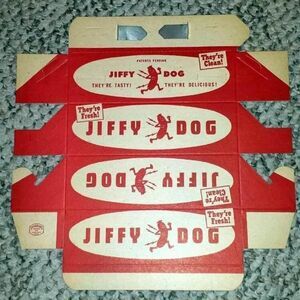 PATENTS PENDING
They're
Clean!
JIFFY DOG
THEY'RE TASTY! THEY'RE DELICIOUS!
They're
Fresh!
JIFFY DOG
JIFFY DOG
They're
Clean!
They're
Fresh!
JIFFY DOG